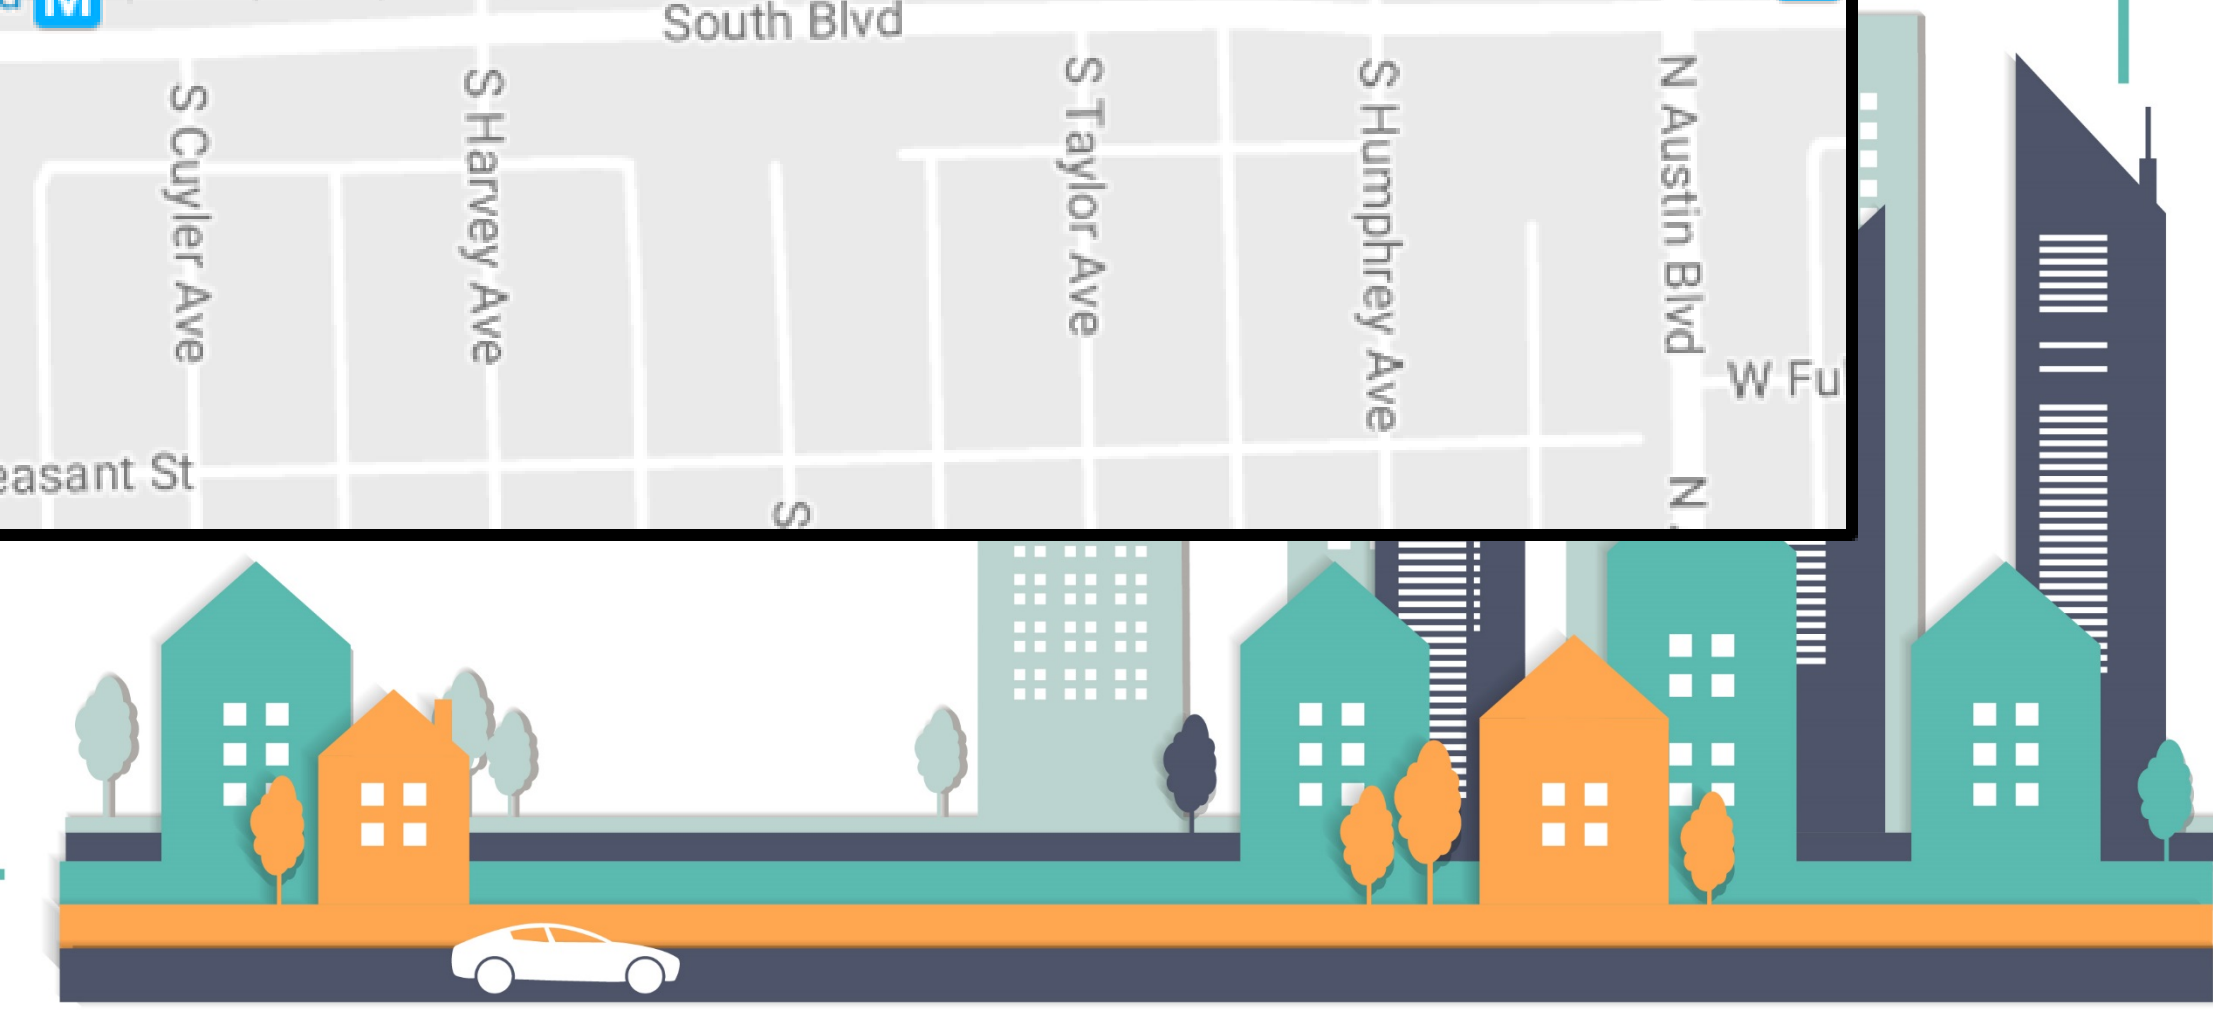 M
South Blvd
S Cuyler Ave
S Harvey Ave
S Taylor Ave
S Humphrey Ave
N Austin Blvd
W Fu
easant St
S
N